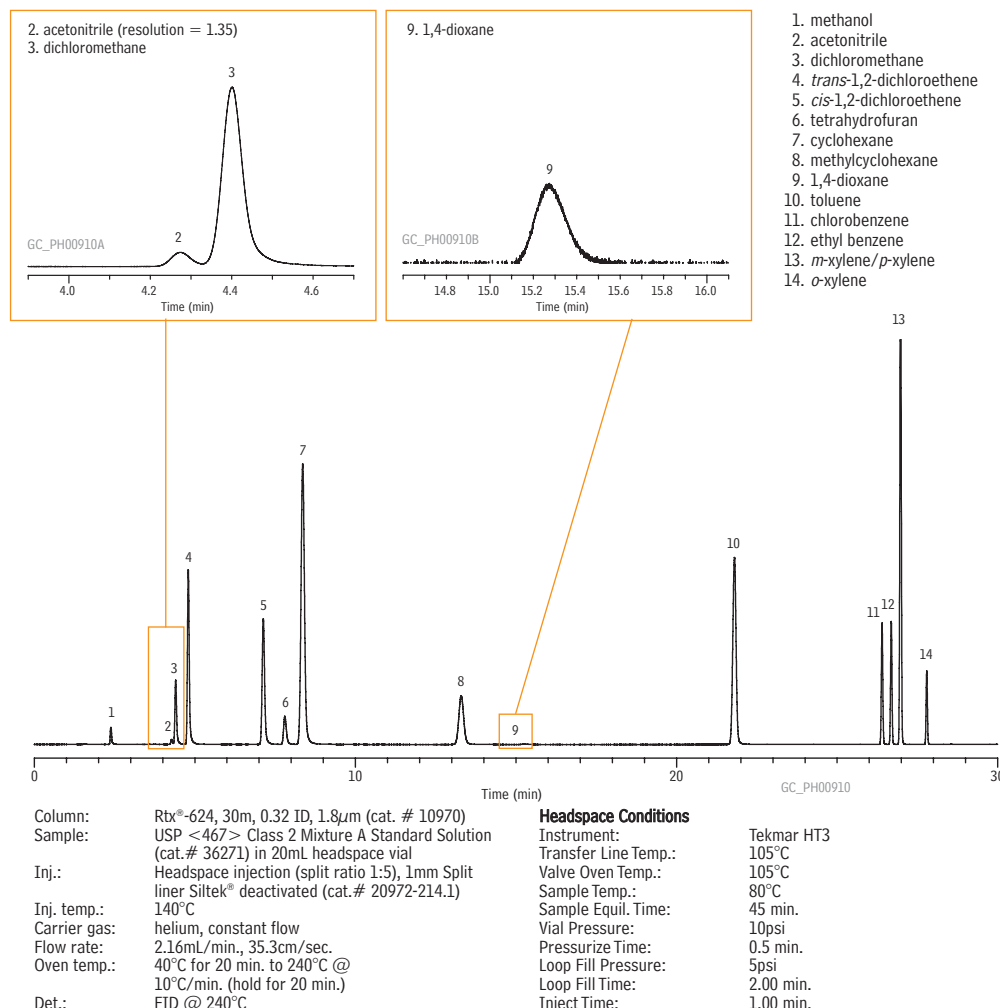 2. acetonitrile (resolution = 1.35)
3. dichloromethane
3
2
GC_PH00910A
4.0 4.2 4.4 4.6
Time (min)
9. 1,4-dioxane
9
GC_PH00910B
14.8 15.0 15.2 15.4 15.6 15.8 16.0
Time (min)
1. methanol
2. acetonitrile
3. dichloromethane
4. trans-1,2-dichloroethene
5. cis-1,2-dichloroethene
6. tetrahydrofuran
7. cyclohexane
8. methylcyclohexane
9. 1,4-dioxane
10. toluene
11. chlorobenzene
12. ethyl benzene
13. m-xylene/p-xylene
14. o-xylene
1
2
3
4
5
6
7
8
9
10
11
12
13
14
0 10 20 30
Time (min)
GC_PH00910
Column: Rtx®-624, 30m, 0.32 ID, 1.8µm (cat. # 10970)
Sample: USP <467> Class 2 Mixture A Standard Solution
(cat.# 36271) in 20mL headspace vial
Inj.: Headspace injection (split ratio 1:5), 1mm Split
liner Siltek® deactivated (cat.# 20972-214.1)
Inj. temp.: 140°C
Carrier gas: helium, constant flow
Flow rate: 2.16mL/min., 35.3cm/sec.
Oven temp.: 40°C for 20 min. to 240°C @
10°C/min. (hold for 20 min.)
Det.: FID @ 240°C
Headspace Conditions
Instrument: Tekmar HT3
Transfer Line Temp.: 105°C
Valve Oven Temp.: 105°C
Sample Temp.: 80°C
Sample Equil. Time: 45 min.
Vial Pressure: 10psi
Pressurize Time: 0.5 min.
Loop Fill Pressure: 5psi
Loop Fill Time: 2.00 min.
Inject Time: 1.00 min.